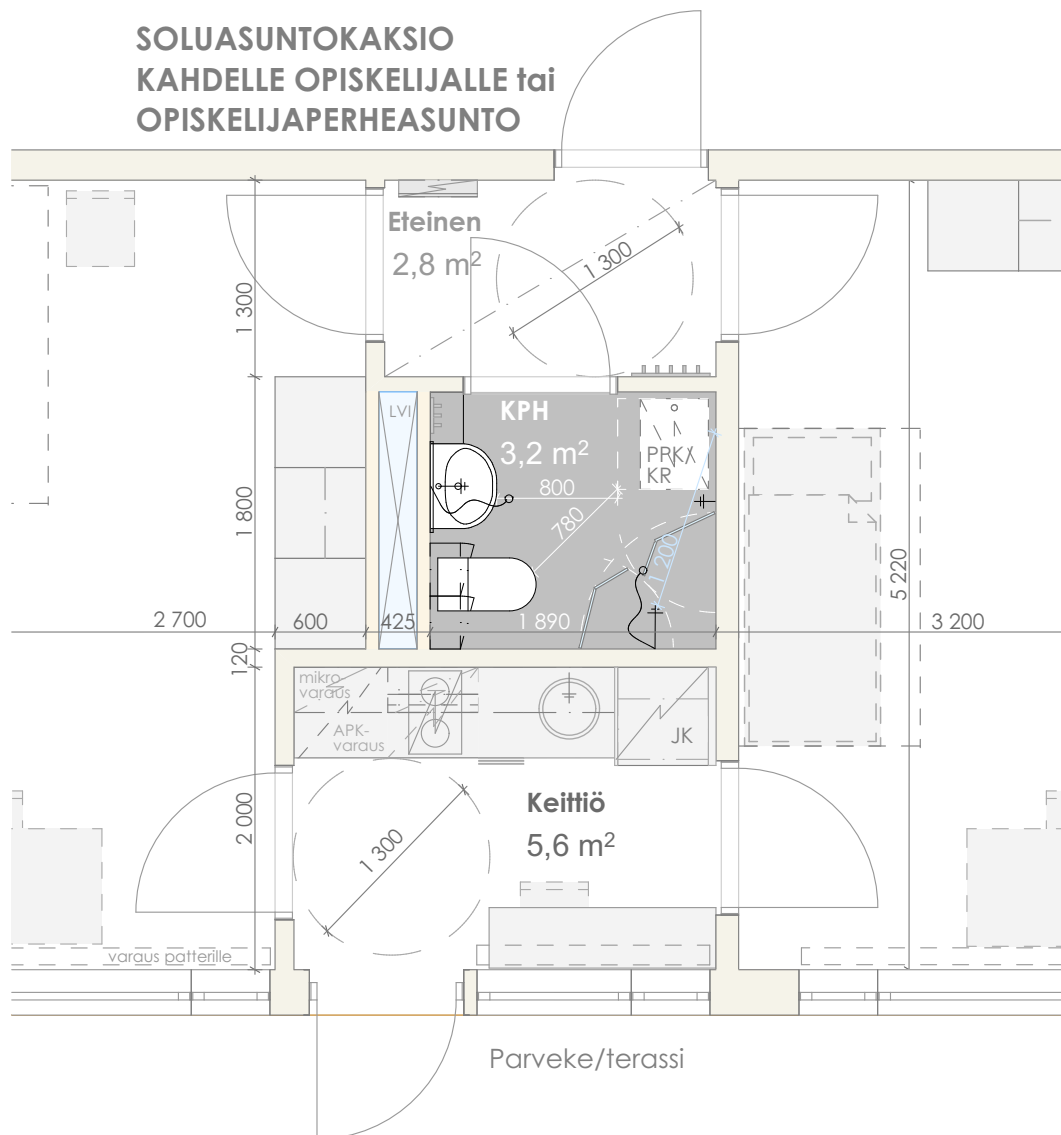 SOLUASUNTOKAKSIO
KAHDELLE OPISKELIJALLE tai
OPISKELIJAPERHEASUNTO
Eteinen
2,8 m²
1 300
1 300
LVI
KPH
3,2 m²
PRK/
KR
800
780
1 200
1 800
5 220
2 700
600
425
1 890
3 200
120
mikro-
varaus
APK-
varaus
JK
2 000
Keittiö
5,6 m²
1 300
varaus patterille
Parveke/terassi